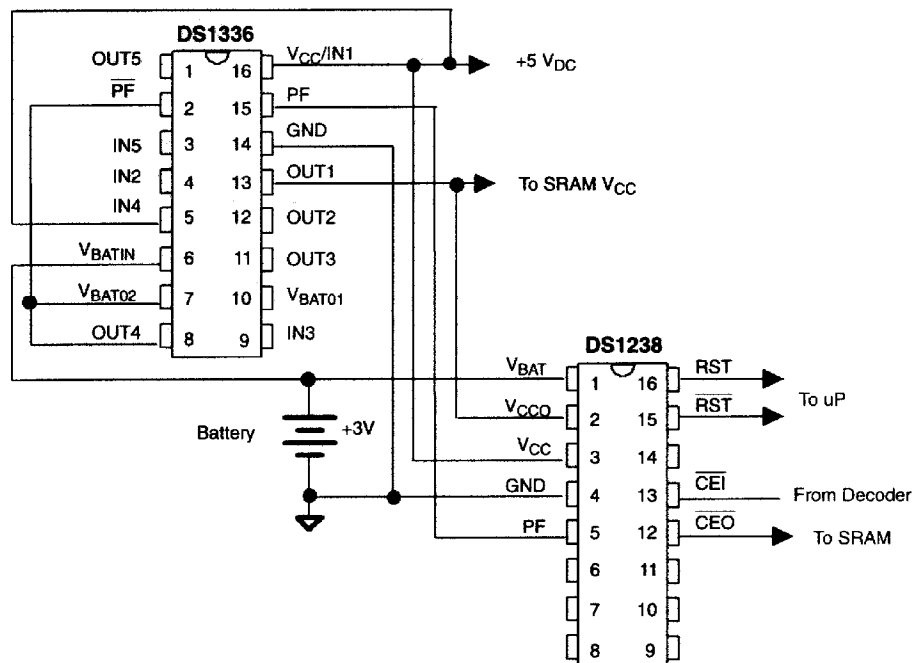 DS1336
OUT5 1 16 VCC/IN1 +5 VDC
PF 2 15 PF
IN5 3 14 GND
IN2 4 13 OUT1 To SRAM VCC
IN4 5 12 OUT2
VBATIN 6 11 OUT3
VBAT02 7 10 VBAT01
OUT4 8 9 IN3
DS1238
Battery +3V
VBAT 1 16 RST
To uP
VCCO 2 15 RST
VCC 3 14
GND 4 13 CEI From Decoder
PF 5 12 CEO To SRAM
6 11
7 10
8 9